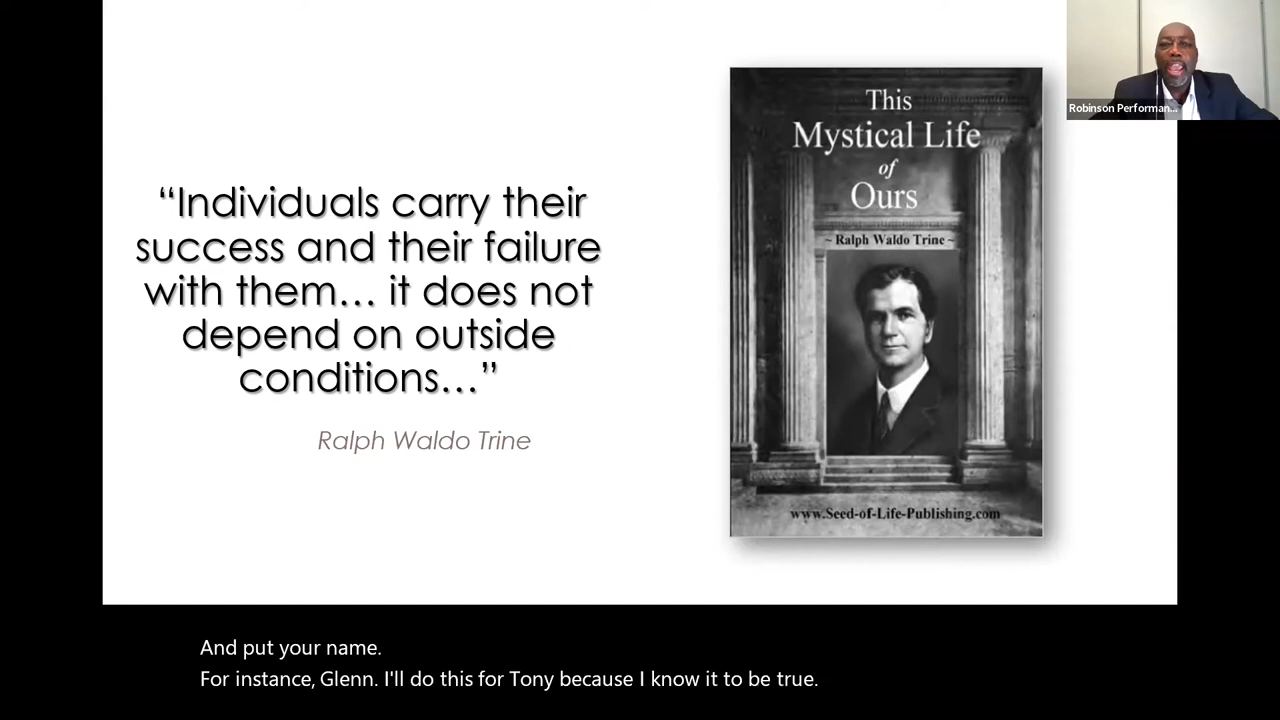 “Individuals carry their
success and their failure
with them… it does not
depend on outside
conditions…”
Ralph Waldo Trine
This
Mystical Life
of
Ours
~ Ralph Waldo Trine ~
www.Seed-of-Life-Publishing.com
Robinson Performan...
And put your name.
For instance, Glenn. I'll do this for Tony because I know it to be true.